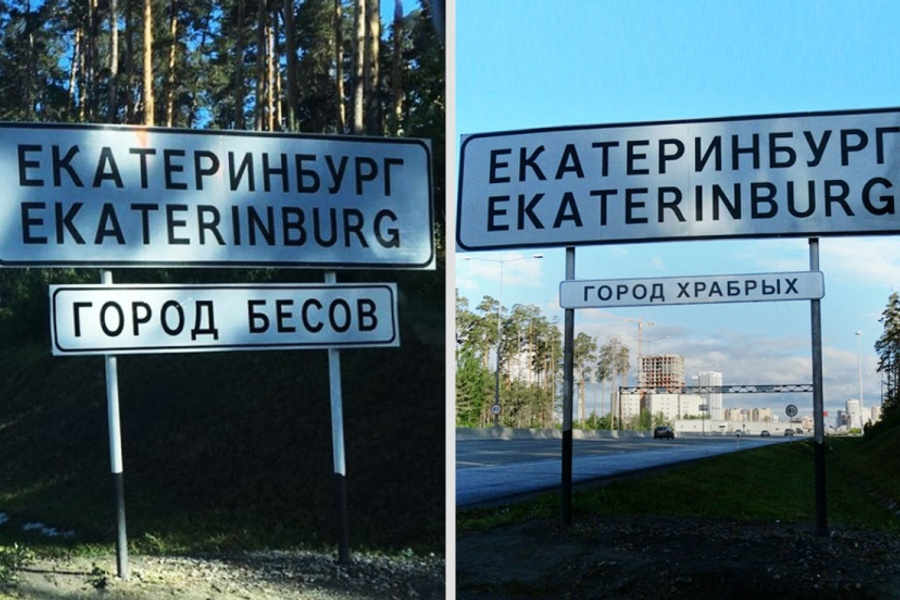 ЕКАТЕРИНБУРГ
EKATERINBURG
ГОРОД БЕСОВ
ЕКАТЕРИНБУРГ
EKATERINBURG
ГОРОД ХРАБРЫХ